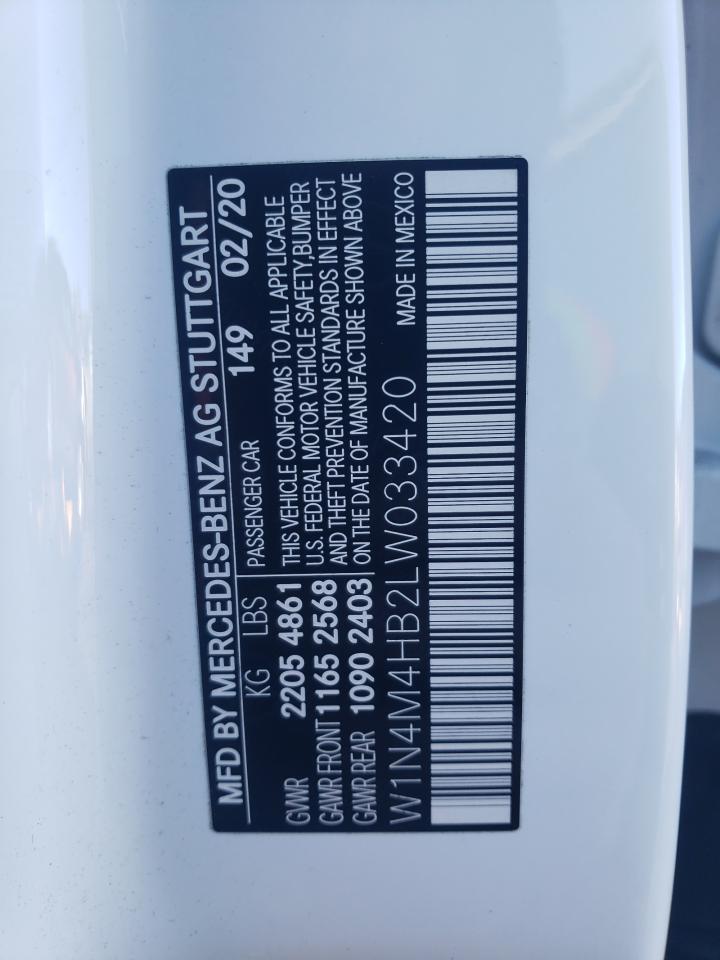 MFD BY MERCEDES-BENZ AG STUTTGART
KG LBS
PASSENGER CAR 149 02/20
GVWR 2205 4861
GAWR FRONT 1165 2568
GAWR REAR 1090 2403
THIS VEHICLE CONFORMS TO ALL APPLICABLE
U.S. FEDERAL MOTOR VEHICLE SAFETY,BUMPER
AND THEFT PREVENTION STANDARDS IN EFFECT
ON THE DATE OF MANUFACTURE SHOWN ABOVE
W1N4M4HB2LW033420 MADE IN MEXICO